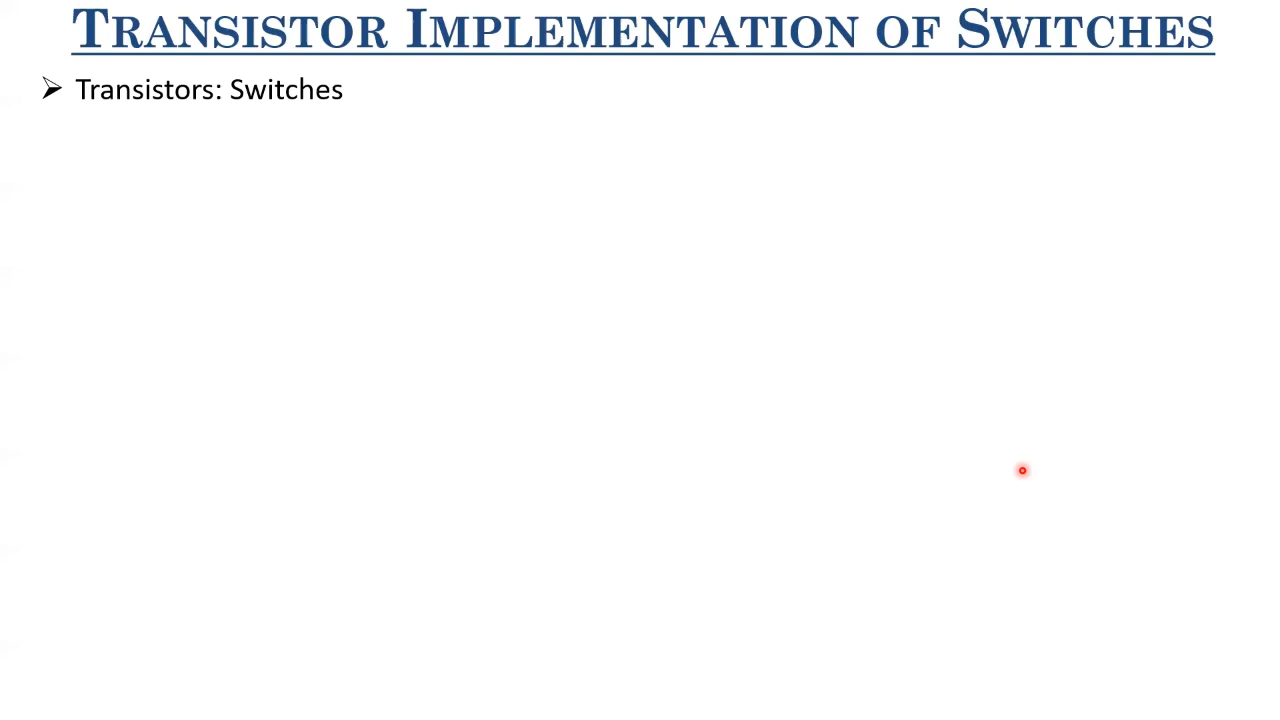 Transistor Implementation of Switches
➢ Transistors: Switches